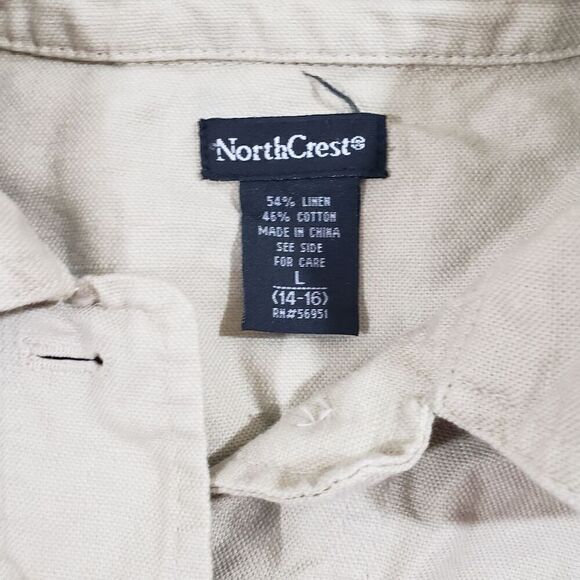 NorthCrest®
54% LINEN
46% COTTON
MADE IN CHINA
SEE SIDE
FOR CARE
L
(14-16)
RN#56951